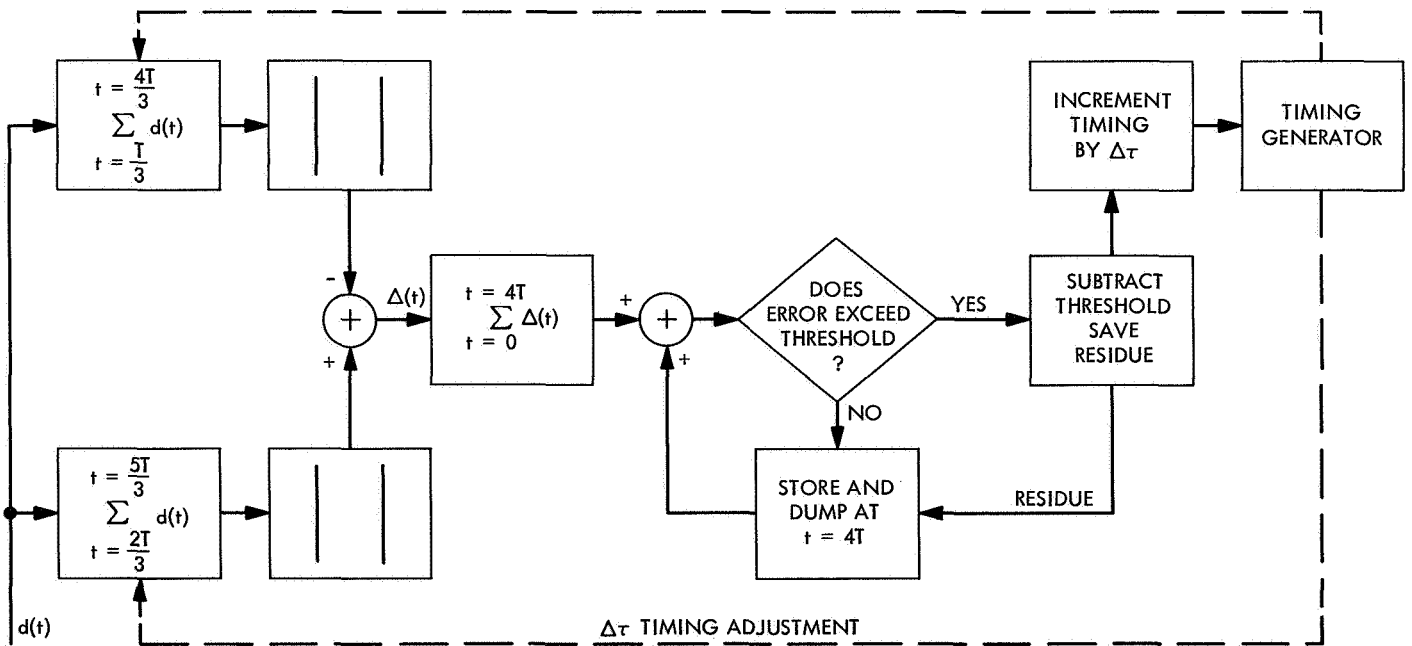 t = 4T/3
∑ d(t)
t = T/3
INCREMENT
TIMING
BY Δτ
TIMING
GENERATOR
-
+
Δ(t)
t = 4T
∑ Δ(t)
t = 0
+
+
+
DOES
ERROR EXCEED
THRESHOLD
?
YES
NO
SUBTRACT
THRESHOLD
SAVE
RESIDUE
+
t = 5T/3
∑ d(t)
t = 2T/3
STORE AND
DUMP AT
t = 4T
RESIDUE
d(t)
Δτ TIMING ADJUSTMENT